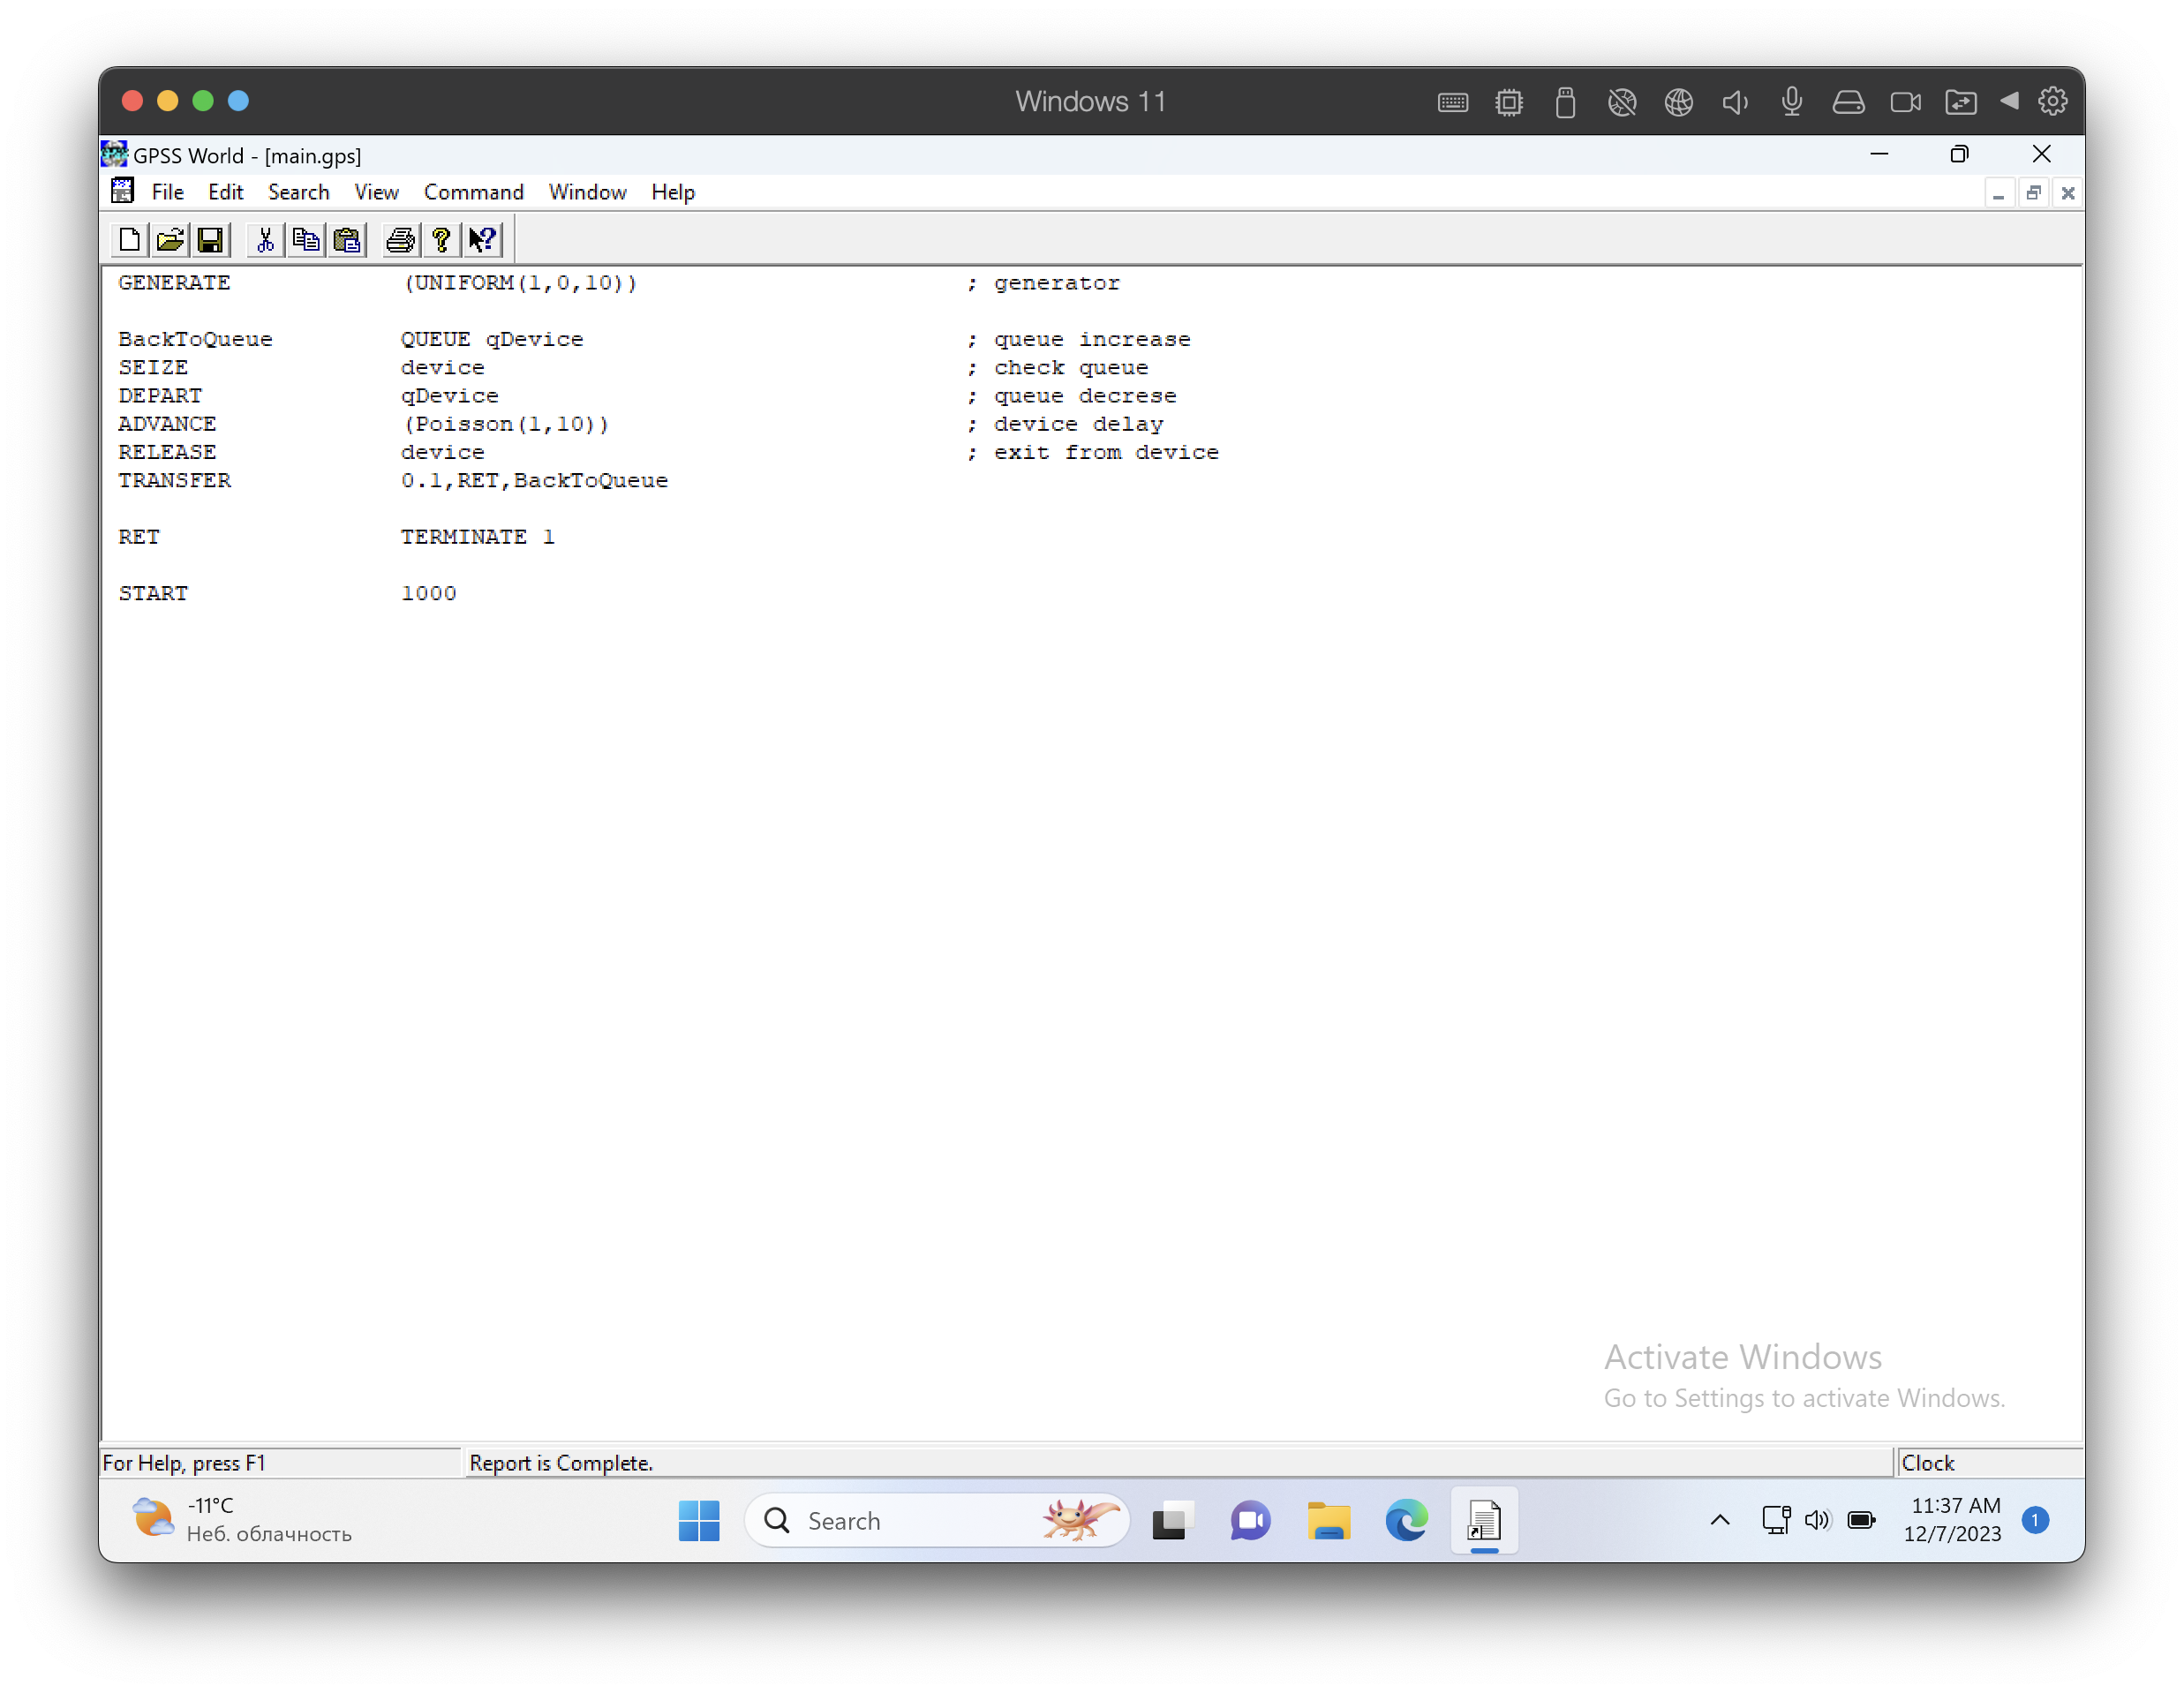 Windows 11
GPSS World - [main.gps]
File Edit Search View Command Window Help
GENERATE (UNIFORM(1,0,10)) ; generator
BackToQueue QUEUE qDevice ; queue increase
SEIZE device ; check queue
DEPART qDevice ; queue decrese
ADVANCE (Poisson(1,10)) ; device delay
RELEASE device ; exit from device
TRANSFER 0.1,RET,BackToQueue
RET TERMINATE 1
START 1000
Activate Windows
Go to Settings to activate Windows.
For Help, press F1 Report is Complete. Clock
-11°C
Неб. облачность
Search
11:37 AM
12/7/2023
1